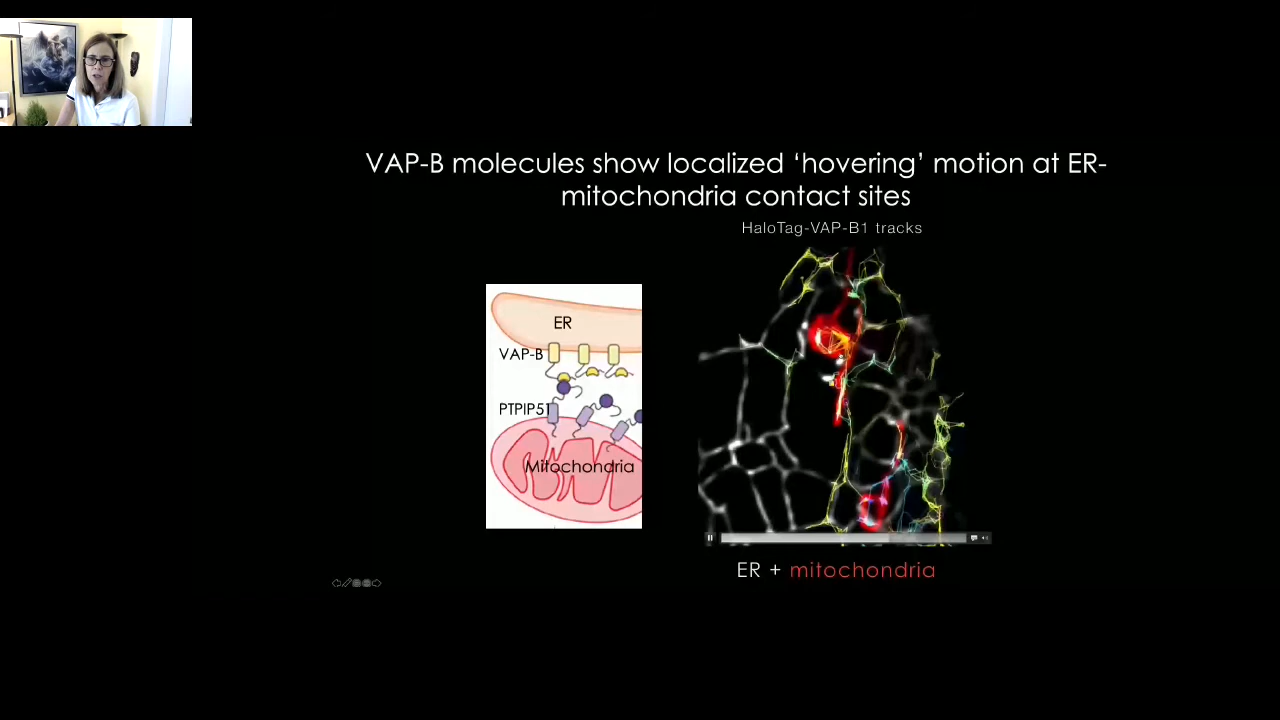 VAP-B molecules show localized ‘hovering’ motion at ER-
mitochondria contact sites
HaloTag-VAP-B1 tracks
ER
VAP-B
PTPIP51
Mitochondria
ER + mitochondria